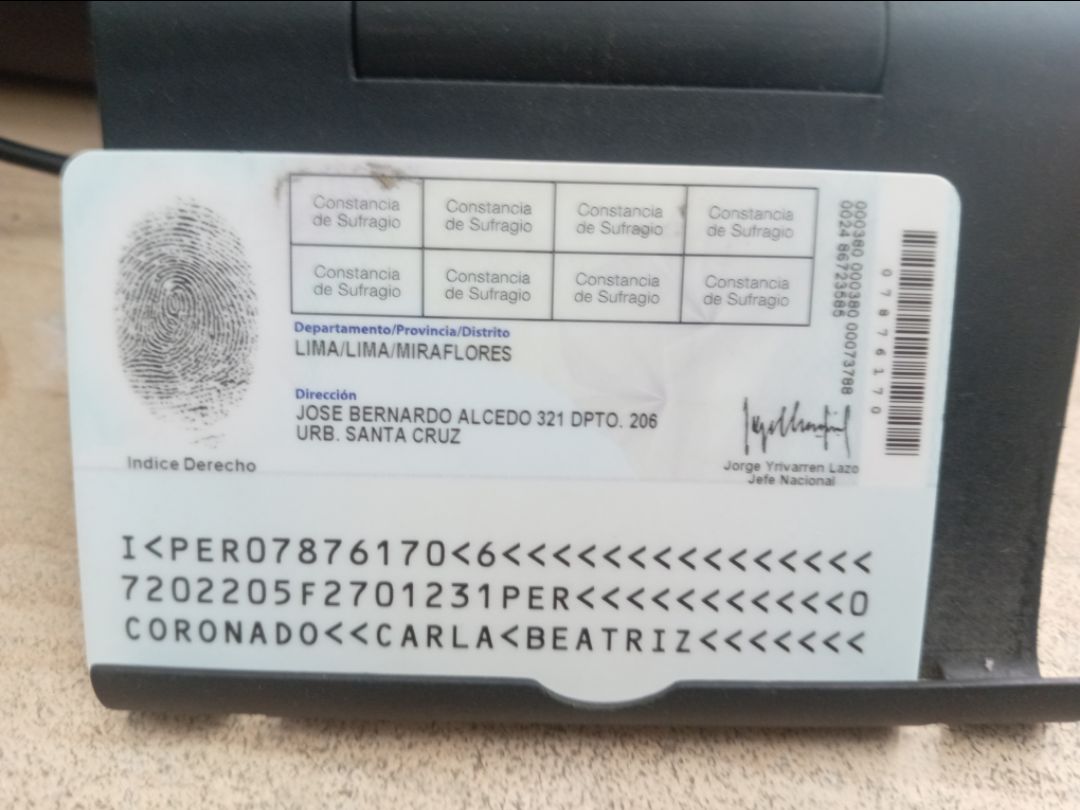 Constancia de Sufragio
Constancia de Sufragio
Constancia de Sufragio
Constancia de Sufragio
Constancia de Sufragio
Constancia de Sufragio
Constancia de Sufragio
Constancia de Sufragio
Departamento/Provincia/Distrito
LIMA/LIMA/MIRAFLORES
Dirección
JOSE BERNARDO ALCEDO 321 DPTO. 206
URB. SANTA CRUZ
Indice Derecho
Jorge Yrivarren Lazo
Jefe Nacional
000380 000380 00073788
0024 86723585
07876170
I<PER07876170<6<<<<<<<<<<<<<<<
7202205F2701231PER<<<<<<<<<<<0
CORONADO<<CARLA<BEATRIZ<<<<<<<